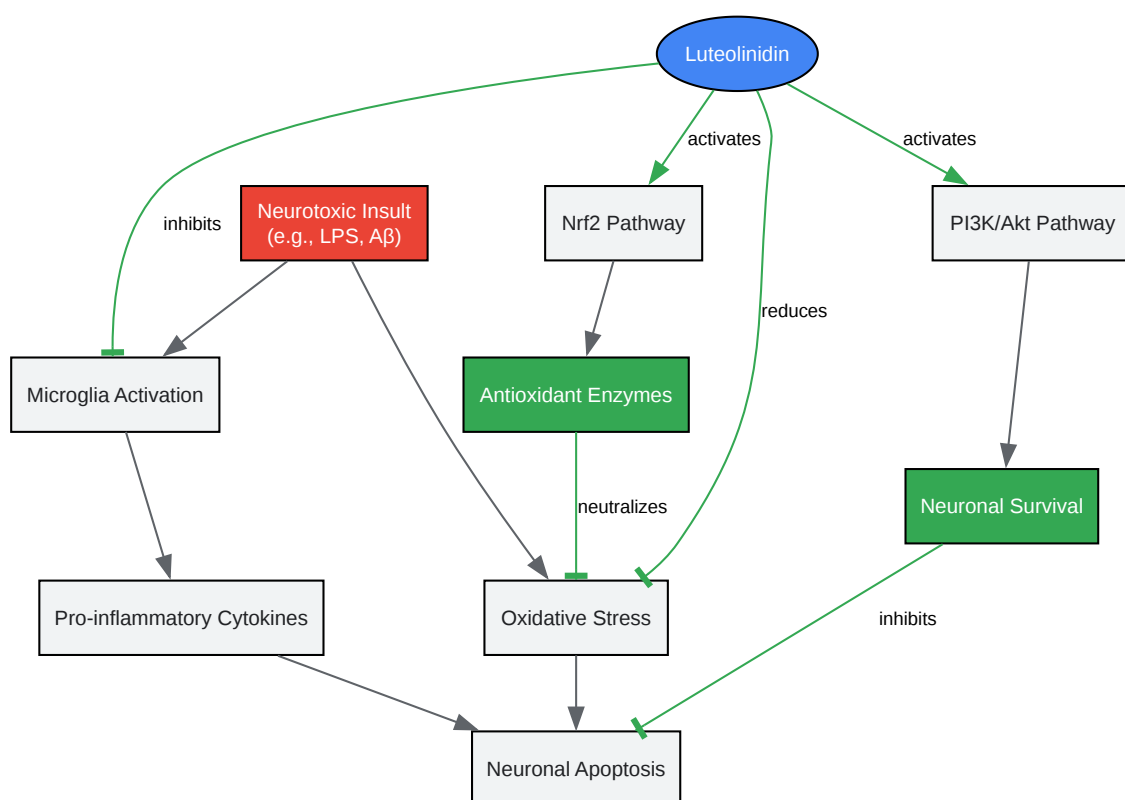 Luteolinidin
activates
activates
Neurotoxic Insult
(e.g., LPS, Aβ)
Nrf2 Pathway
PI3K/Akt Pathway
inhibits
reduces
Microglia Activation
Antioxidant Enzymes
neutralizes
Neuronal Survival
Pro-inflammatory Cytokines
Oxidative Stress
inhibits
Neuronal Apoptosis